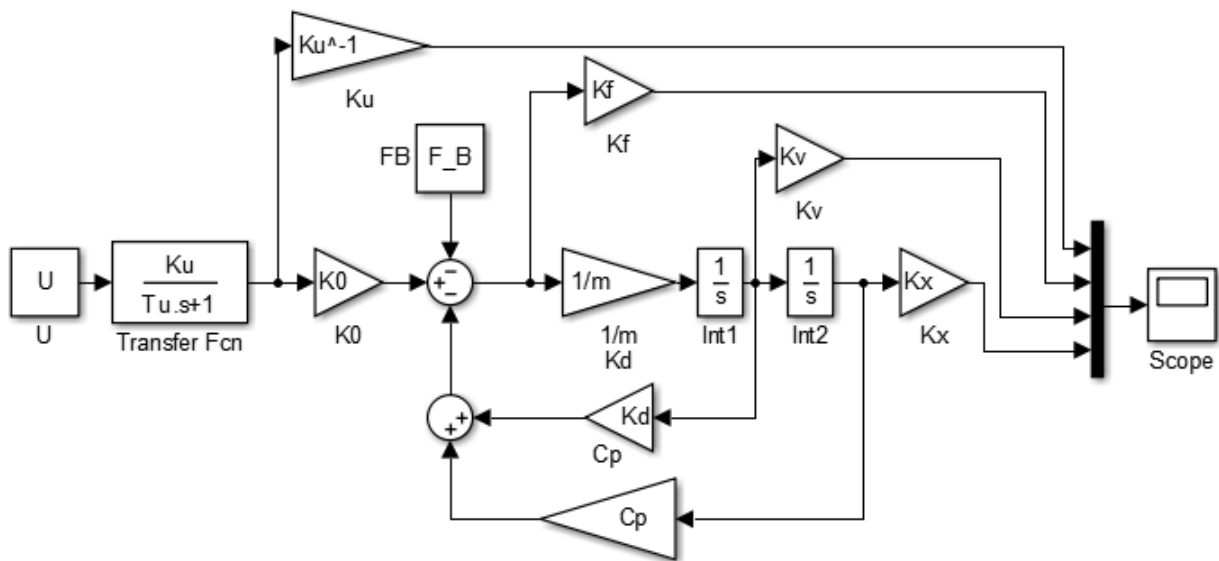 Ku^-1
Ku
Kf
Kf
FB
F_B
Kv
Kv
U
U
Ku
Tu.s+1
Transfer Fcn
K0
K0
+
−
−
1/m
1/m
1
s
Int1
1
s
Int2
Kx
Kx
Scope
Kd
+
+
Kd
Cp
Cp